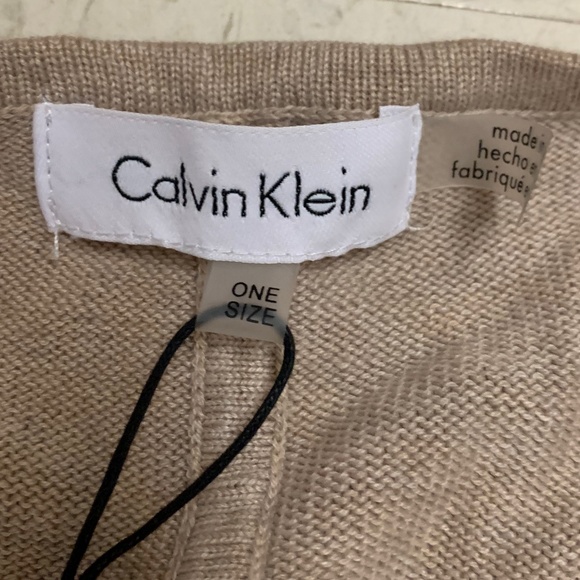 Calvin Klein
ONE
SIZE
made
hecho
fabriqué